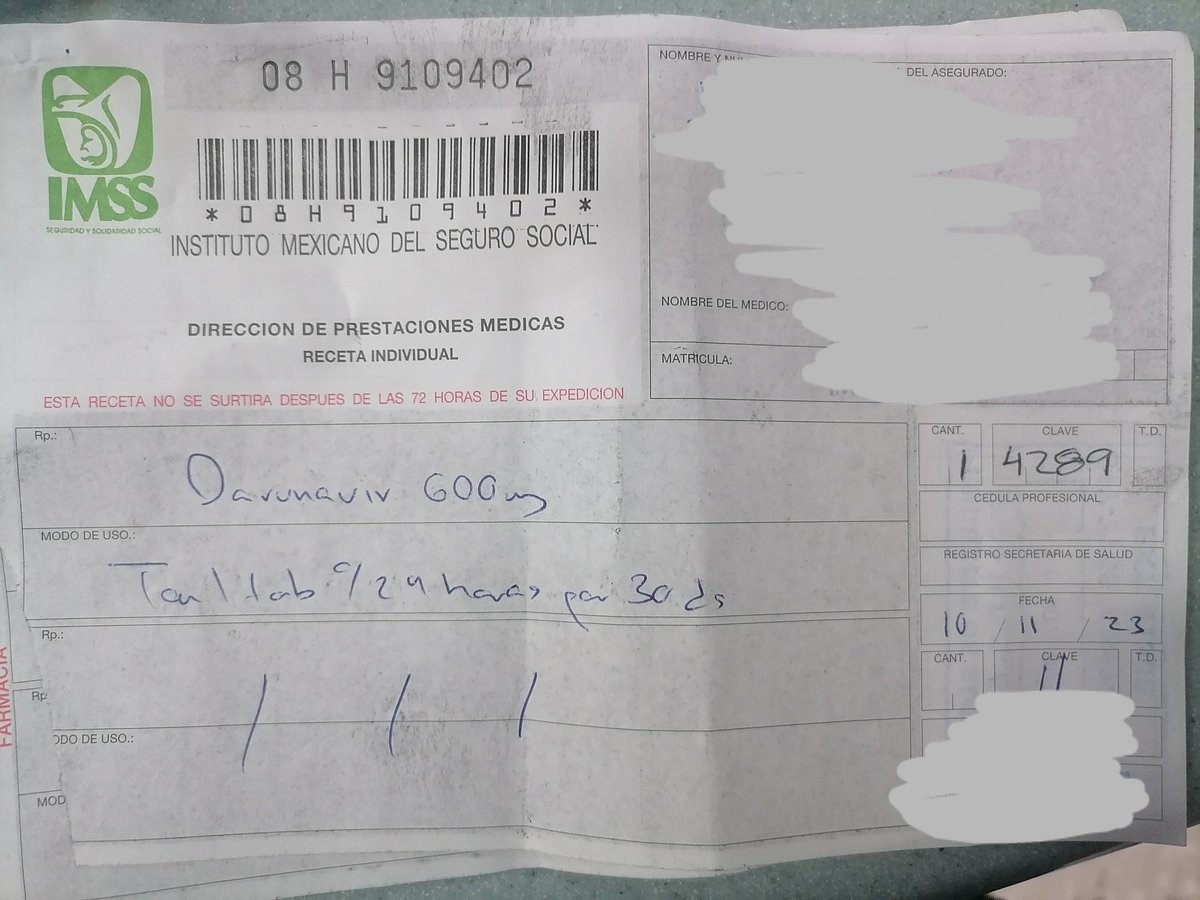 08 H 9109402
*08H9109402*
IMSS
SEGURIDAD Y SOLIDARIDAD SOCIAL
INSTITUTO MEXICANO DEL SEGURO SOCIAL
DIRECCION DE PRESTACIONES MEDICAS
RECETA INDIVIDUAL
ESTA RECETA NO SE SURTIRA DESPUES DE LAS 72 HORAS DE SU EXPEDICION
NOMBRE Y DEL ASEGURADO:
NOMBRE DEL MEDICO:
MATRICULA:
Rp.:
Darunavir 600mg
MODO DE USO.:
1 tab c/24 horas por 30 ds
CANT. CLAVE T.D.
1 4289
CEDULA PROFESIONAL
REGISTRO SECRETARIA DE SALUD
FECHA
10 / 11 / 23
Rp.:
/ / /
ODO DE USO.:
CANT. CLAVE T.D.
//
FARMACIA
Rp
MOD